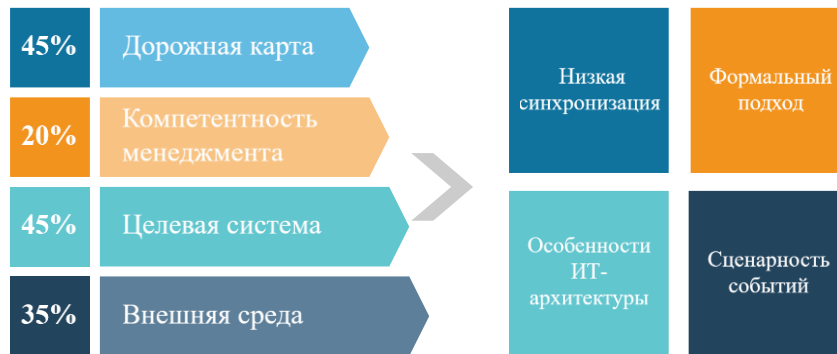 45%
Дорожная карта
20%
Компетентность
менеджмента
45%
Целевая система
35%
Внешняя среда
Низкая
синхронизация
Формальный
подход
Особенности
ИТ-
архитектуры
Сценарность
событий